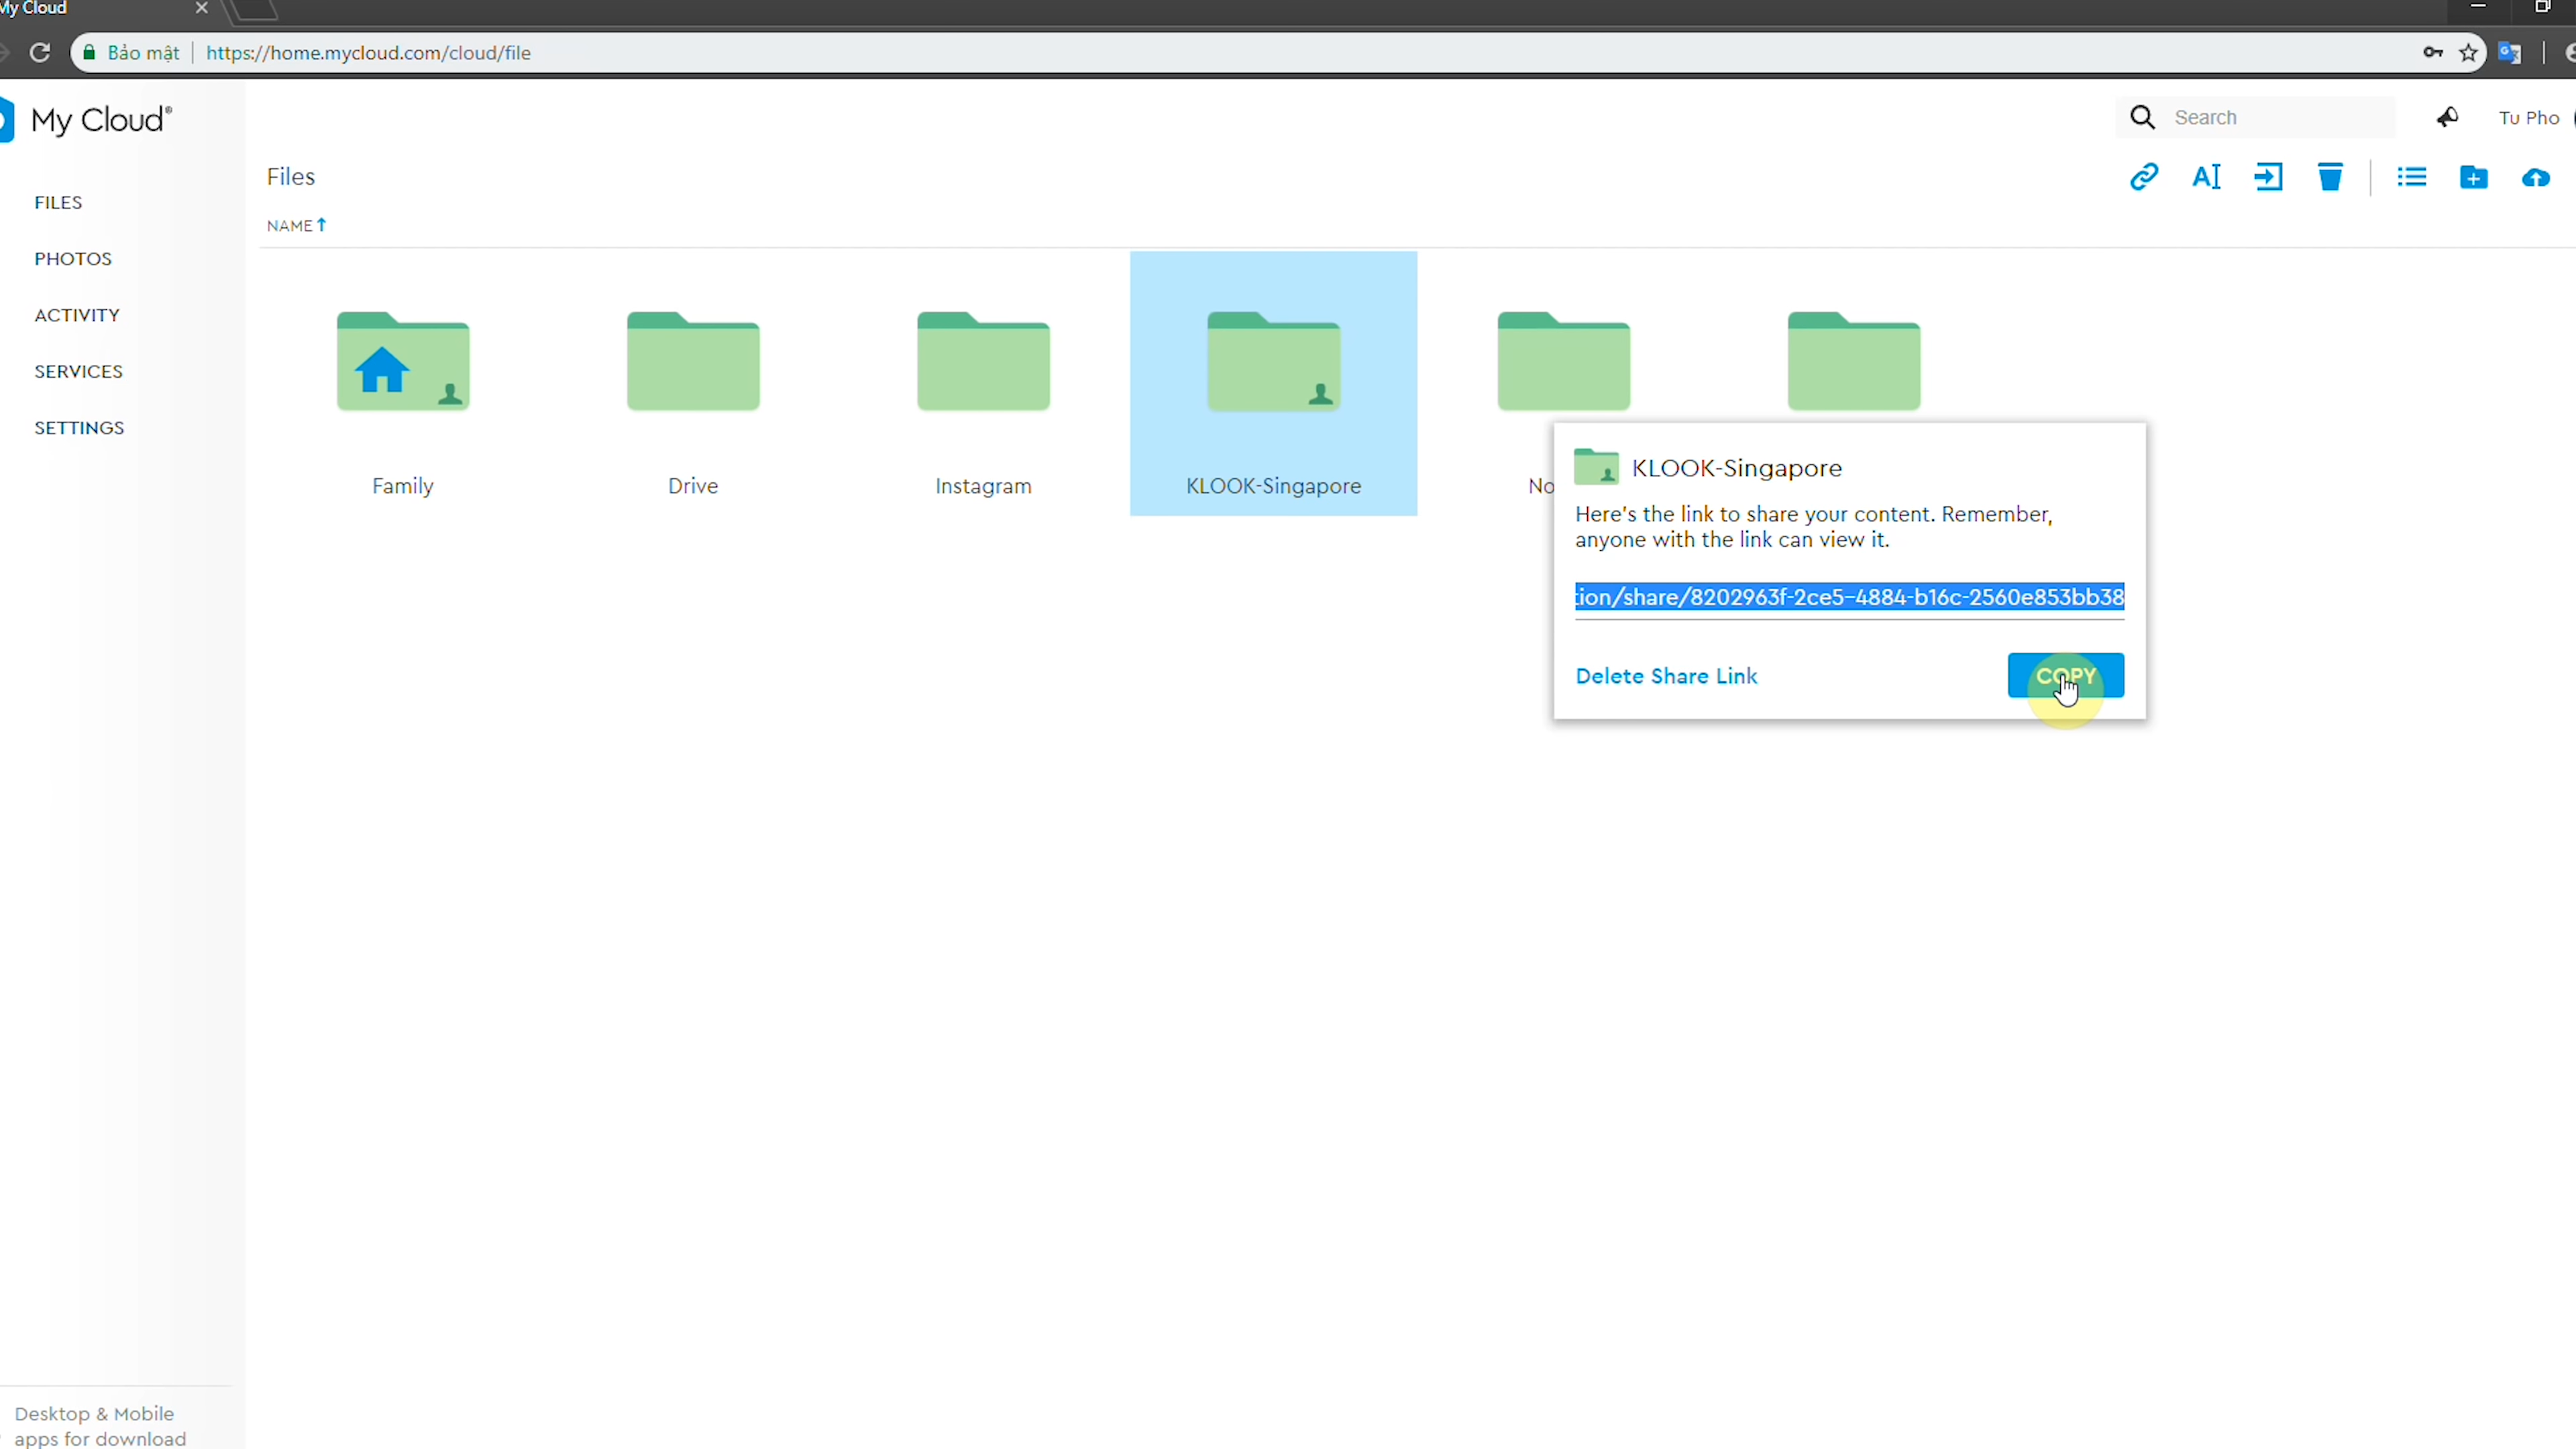 My Cloud
Bảo mật https://home.mycloud.com/cloud/file
My Cloud®
Search
Tu Pho
Files
FILES
NAME
PHOTOS
ACTIVITY
SERVICES
SETTINGS
Family
Drive
Instagram
KLOOK-Singapore
No
KLOOK-Singapore
Here's the link to share your content. Remember,
anyone with the link can view it.
tion/share/8202963f-2ce5-4884-b16c-2560e853bb38
Delete Share Link
COPY
Desktop & Mobile
apps for download